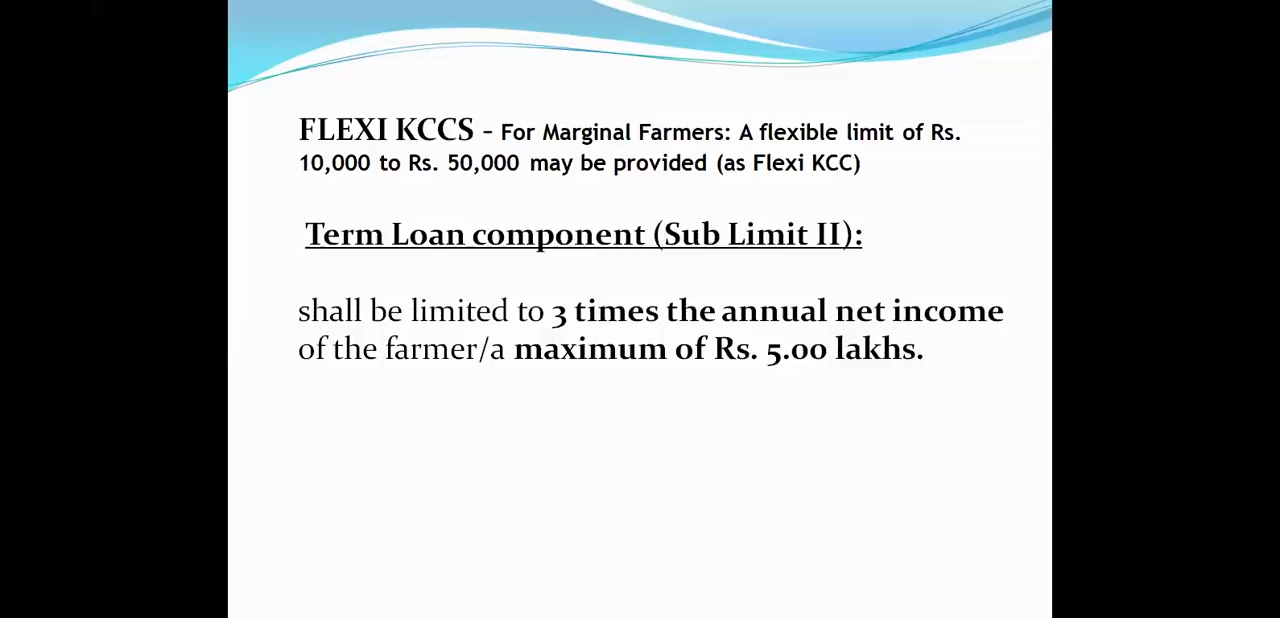 FLEXI KCCS – For Marginal Farmers: A flexible limit of Rs.
10,000 to Rs. 50,000 may be provided (as Flexi KCC)
Term Loan component (Sub Limit II):
shall be limited to 3 times the annual net income
of the farmer/a maximum of Rs. 5.00 lakhs.